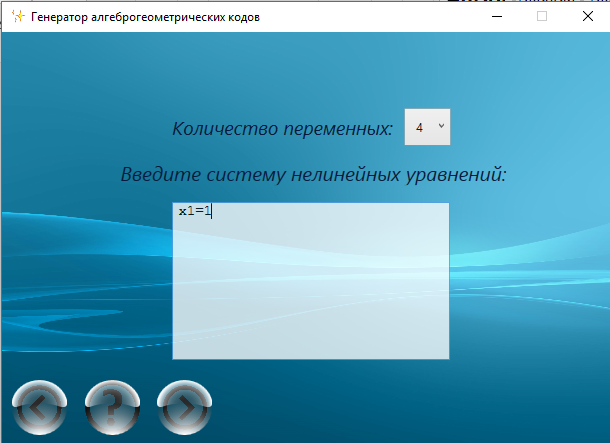 Генератор алгеброгеометрических кодов
Количество переменных: 4
Введите систему нелинейных уравнений:
x1=1
?